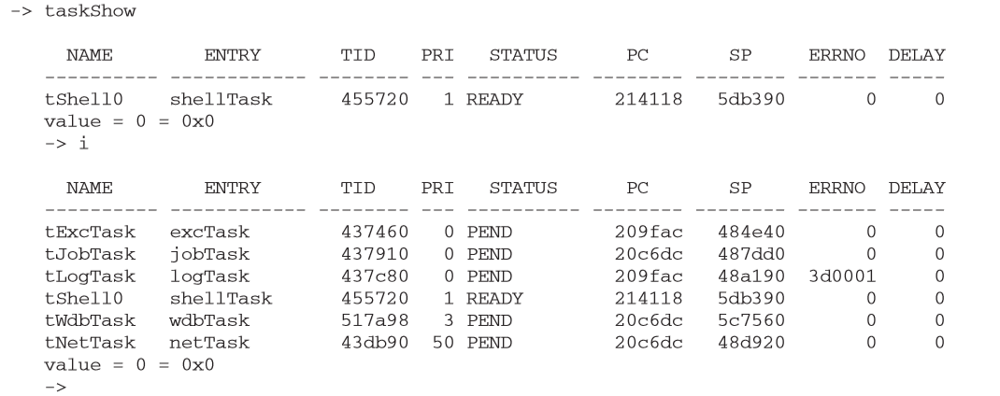 -> taskShow
NAME ENTRY TID PRI STATUS PC SP ERRNO DELAY
---------- ------------ -------- --- ---------- -------- -------- ------- -----
tShell0 shellTask 455720 1 READY 214118 5db390 0 0
value = 0 = 0x0
-> i
NAME ENTRY TID PRI STATUS PC SP ERRNO DELAY
---------- ------------ -------- --- ---------- -------- -------- ------- -----
tExcTask excTask 437460 0 PEND 209fac 484e40 0 0
tJobTask jobTask 437910 0 PEND 20c6dc 487dd0 0 0
tLogTask logTask 437c80 0 PEND 209fac 48a190 3d0001 0
tShell0 shellTask 455720 1 READY 214118 5db390 0 0
tWdbTask wdbTask 517a98 3 PEND 20c6dc 5c7560 0 0
tNetTask netTask 43db90 50 PEND 20c6dc 48d920 0 0
value = 0 = 0x0
->